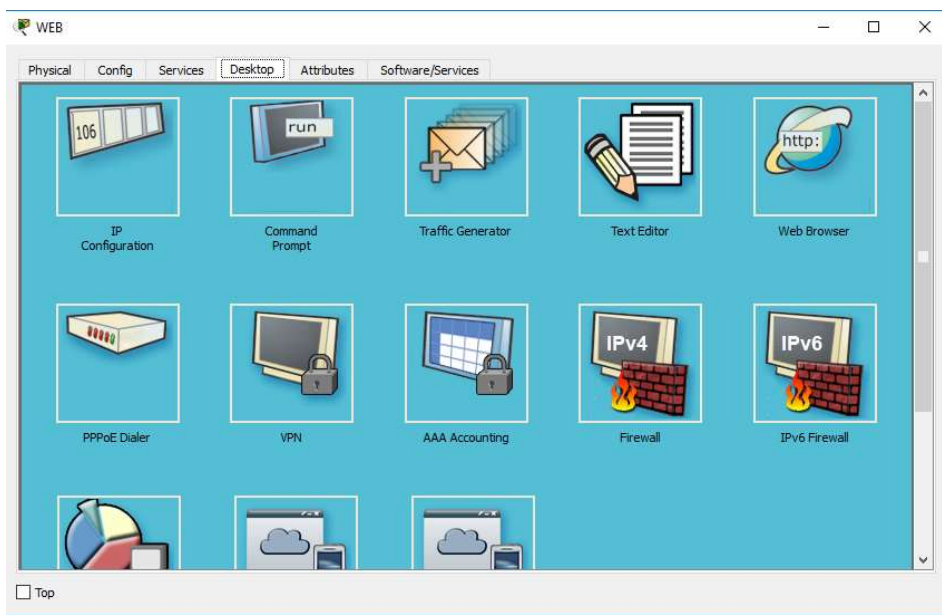 WEB
Physical Config Services Desktop Attributes Software/Services
106
run
http:
IP
Configuration
Command
Prompt
Traffic Generator
Text Editor
Web Browser
IPv4
IPv6
PPPoE Dialer
VPN
AAA Accounting
Firewall
IPv6 Firewall
Top